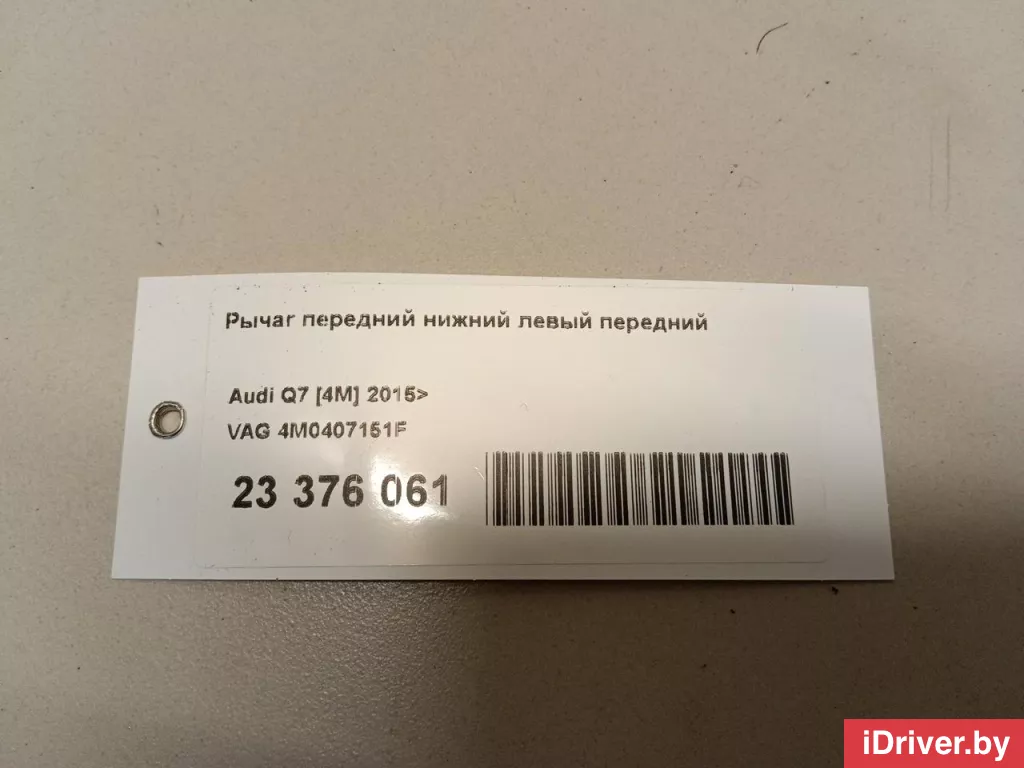 Рычаг передний нижний левый передний
Audi Q7 [4M] 2015>
VAG 4M0407151F
23 376 061
iDriver.by